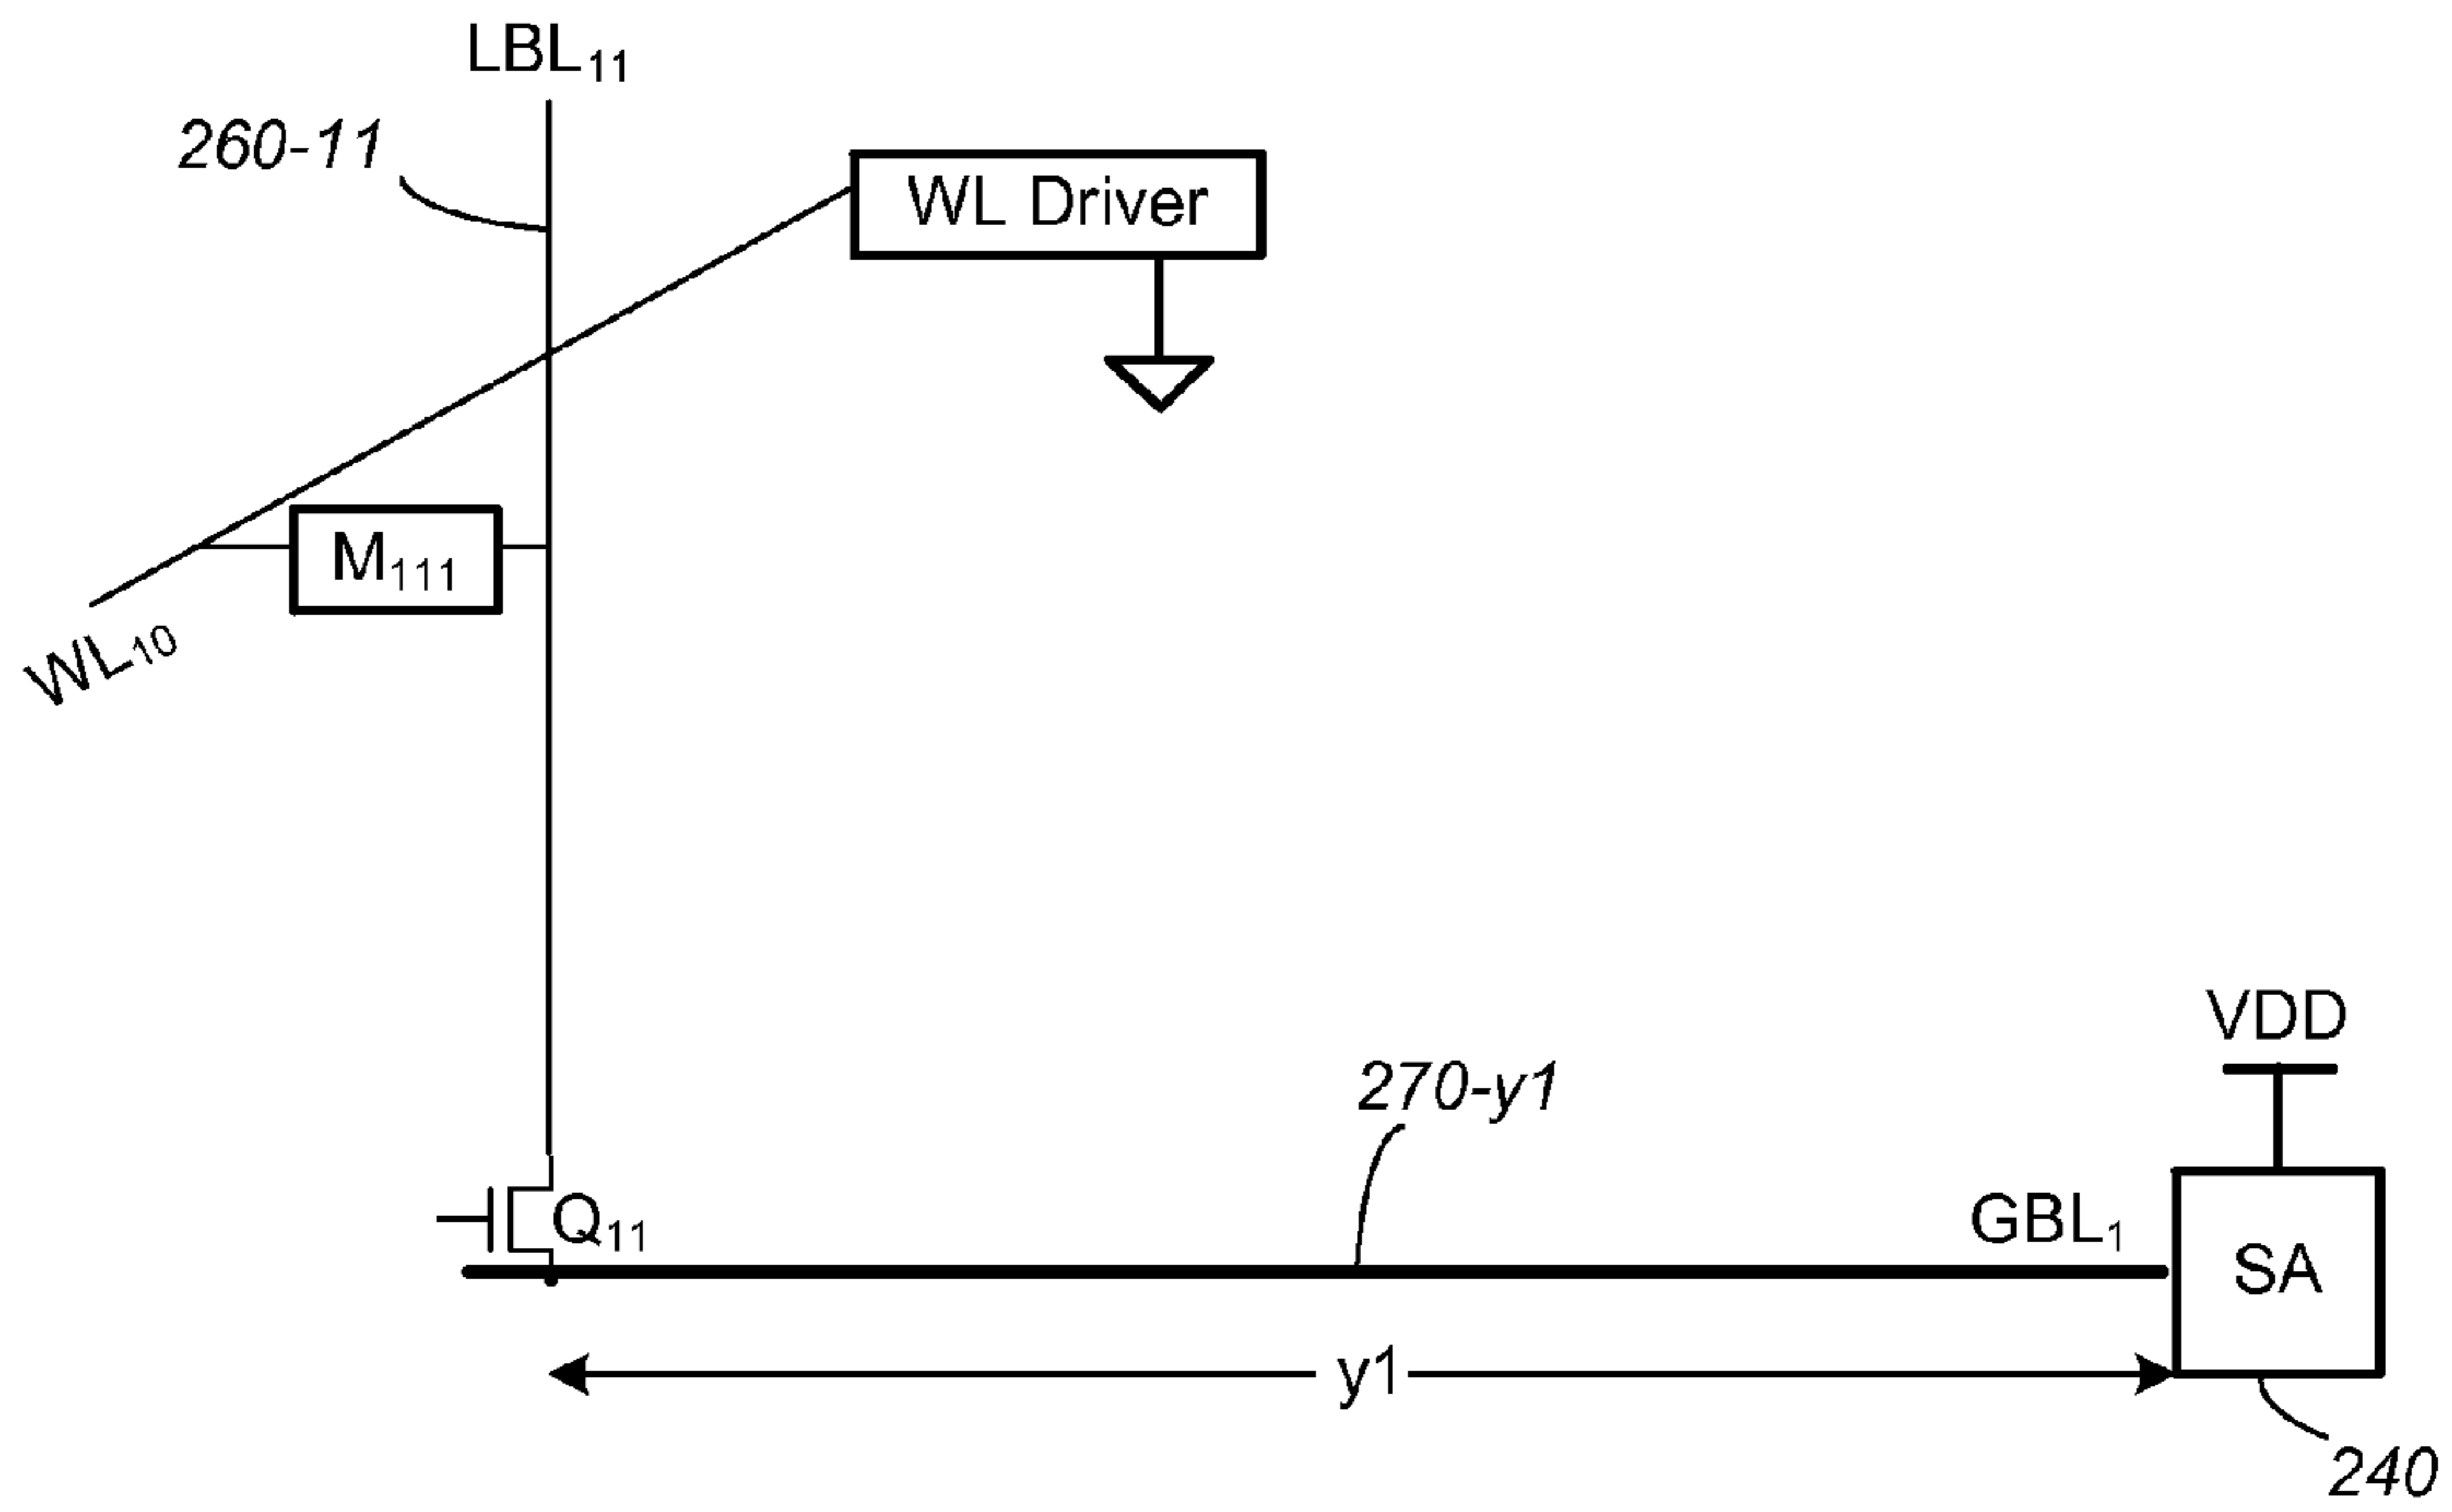 LBL₁₁
260-11
WL Driver
M₁₁₁
WL₁₀
VDD
270-y1
Q₁₁
GBL₁
SA
y1
240